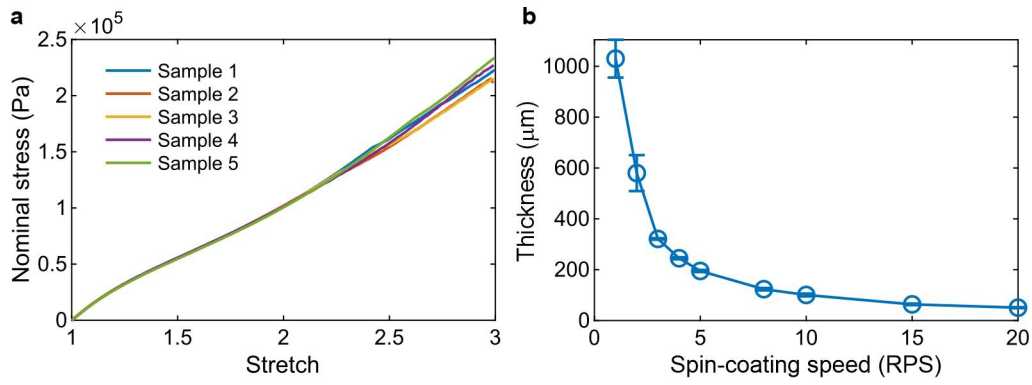 a
×10⁵
2.5
2
1.5
1
0.5
0
Nominal stress (Pa)
Sample 1
Sample 2
Sample 3
Sample 4
Sample 5
1
1.5
2
2.5
3
Stretch
b
1000
800
600
400
200
0
Thickness (μm)
0
5
10
15
20
Spin-coating speed (RPS)